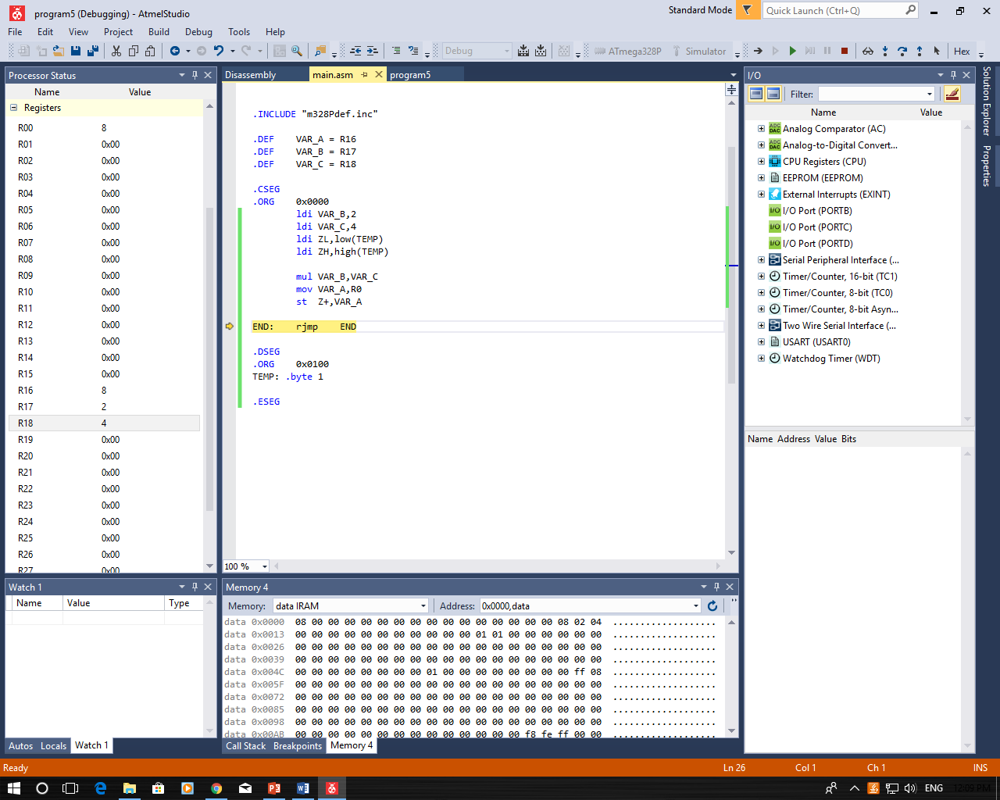 program5 (Debugging) - AtmelStudio
Standard Mode
Quick Launch (Ctrl+Q)
File Edit View Project Build Debug Tools Help
Debug
ATmega328P
Simulator
Hex
Processor Status
Name Value
Registers
R00 8
R01 0x00
R02 0x00
R03 0x00
R04 0x00
R05 0x00
R06 0x00
R07 0x00
R08 0x00
R09 0x00
R10 0x00
R11 0x00
R12 0x00
R13 0x00
R14 0x00
R15 0x00
R16 8
R17 2
R18 4
R19 0x00
R20 0x00
R21 0x00
R22 0x00
R23 0x00
R24 0x00
R25 0x00
R26 0x00
R27 0x00
Disassembly main.asm program5
.INCLUDE "m328Pdef.inc"
.DEF VAR_A = R16
.DEF VAR_B = R17
.DEF VAR_C = R18
.CSEG
.ORG 0x0000
ldi VAR_B,2
ldi VAR_C,4
ldi ZL,low(TEMP)
ldi ZH,high(TEMP)
mul VAR_B,VAR_C
mov VAR_A,R0
st Z+,VAR_A
END: rjmp END
.DSEG
.ORG 0x0100
TEMP: .byte 1
.ESEG
100 %
I/O
Filter:
Name Value
ADC DAC Analog Comparator (AC)
ADC DAC Analog-to-Digital Convert...
CPU Registers (CPU)
EEPROM (EEPROM)
External Interrupts (EXINT)
I/O I/O Port (PORTB)
I/O I/O Port (PORTC)
I/O I/O Port (PORTD)
Serial Peripheral Interface (...
Timer/Counter, 16-bit (TC1)
Timer/Counter, 8-bit (TC0)
Timer/Counter, 8-bit Asyn...
Two Wire Serial Interface (...
USART (USART0)
Watchdog Timer (WDT)
Name Address Value Bits
Solution Explorer
Properties
Watch 1
Name Value Type
Autos Locals Watch 1
Memory 4
Memory: data IRAM Address: 0x0000,data
data 0x0000 08 00 00 00 00 00 00 00 00 00 00 00 00 00 00 00 08 02 04 ...................
data 0x0013 00 00 00 00 00 00 00 00 00 00 00 01 01 00 00 00 00 00 00 ...................
data 0x0026 00 00 00 00 00 00 00 00 00 00 00 00 00 00 00 00 00 00 00 ...................
data 0x0039 00 00 00 00 00 00 00 00 00 00 00 00 00 00 00 00 00 00 00 ...................
data 0x004C 00 00 00 00 00 00 00 00 01 00 00 00 00 00 00 00 00 ff 08 ...................
data 0x005F 00 00 00 00 00 00 00 00 00 00 00 00 00 00 00 00 00 00 00 ...................
data 0x0072 00 00 00 00 00 00 00 00 00 00 00 00 00 00 00 00 00 00 00 ...................
data 0x0085 00 00 00 00 00 00 00 00 00 00 00 00 00 00 00 00 00 00 00 ...................
data 0x0098 00 00 00 00 00 00 00 00 00 00 00 00 00 00 00 00 00 00 00 ...................
data 0x00AB 00 00 00 00 00 00 00 00 00 00 00 00 00 00 f8 fe ff 00 00 ...................
Call Stack Breakpoints Memory 4
Ready
Ln 26 Col 1 Ch 1 INS
ENG 12:09 PM